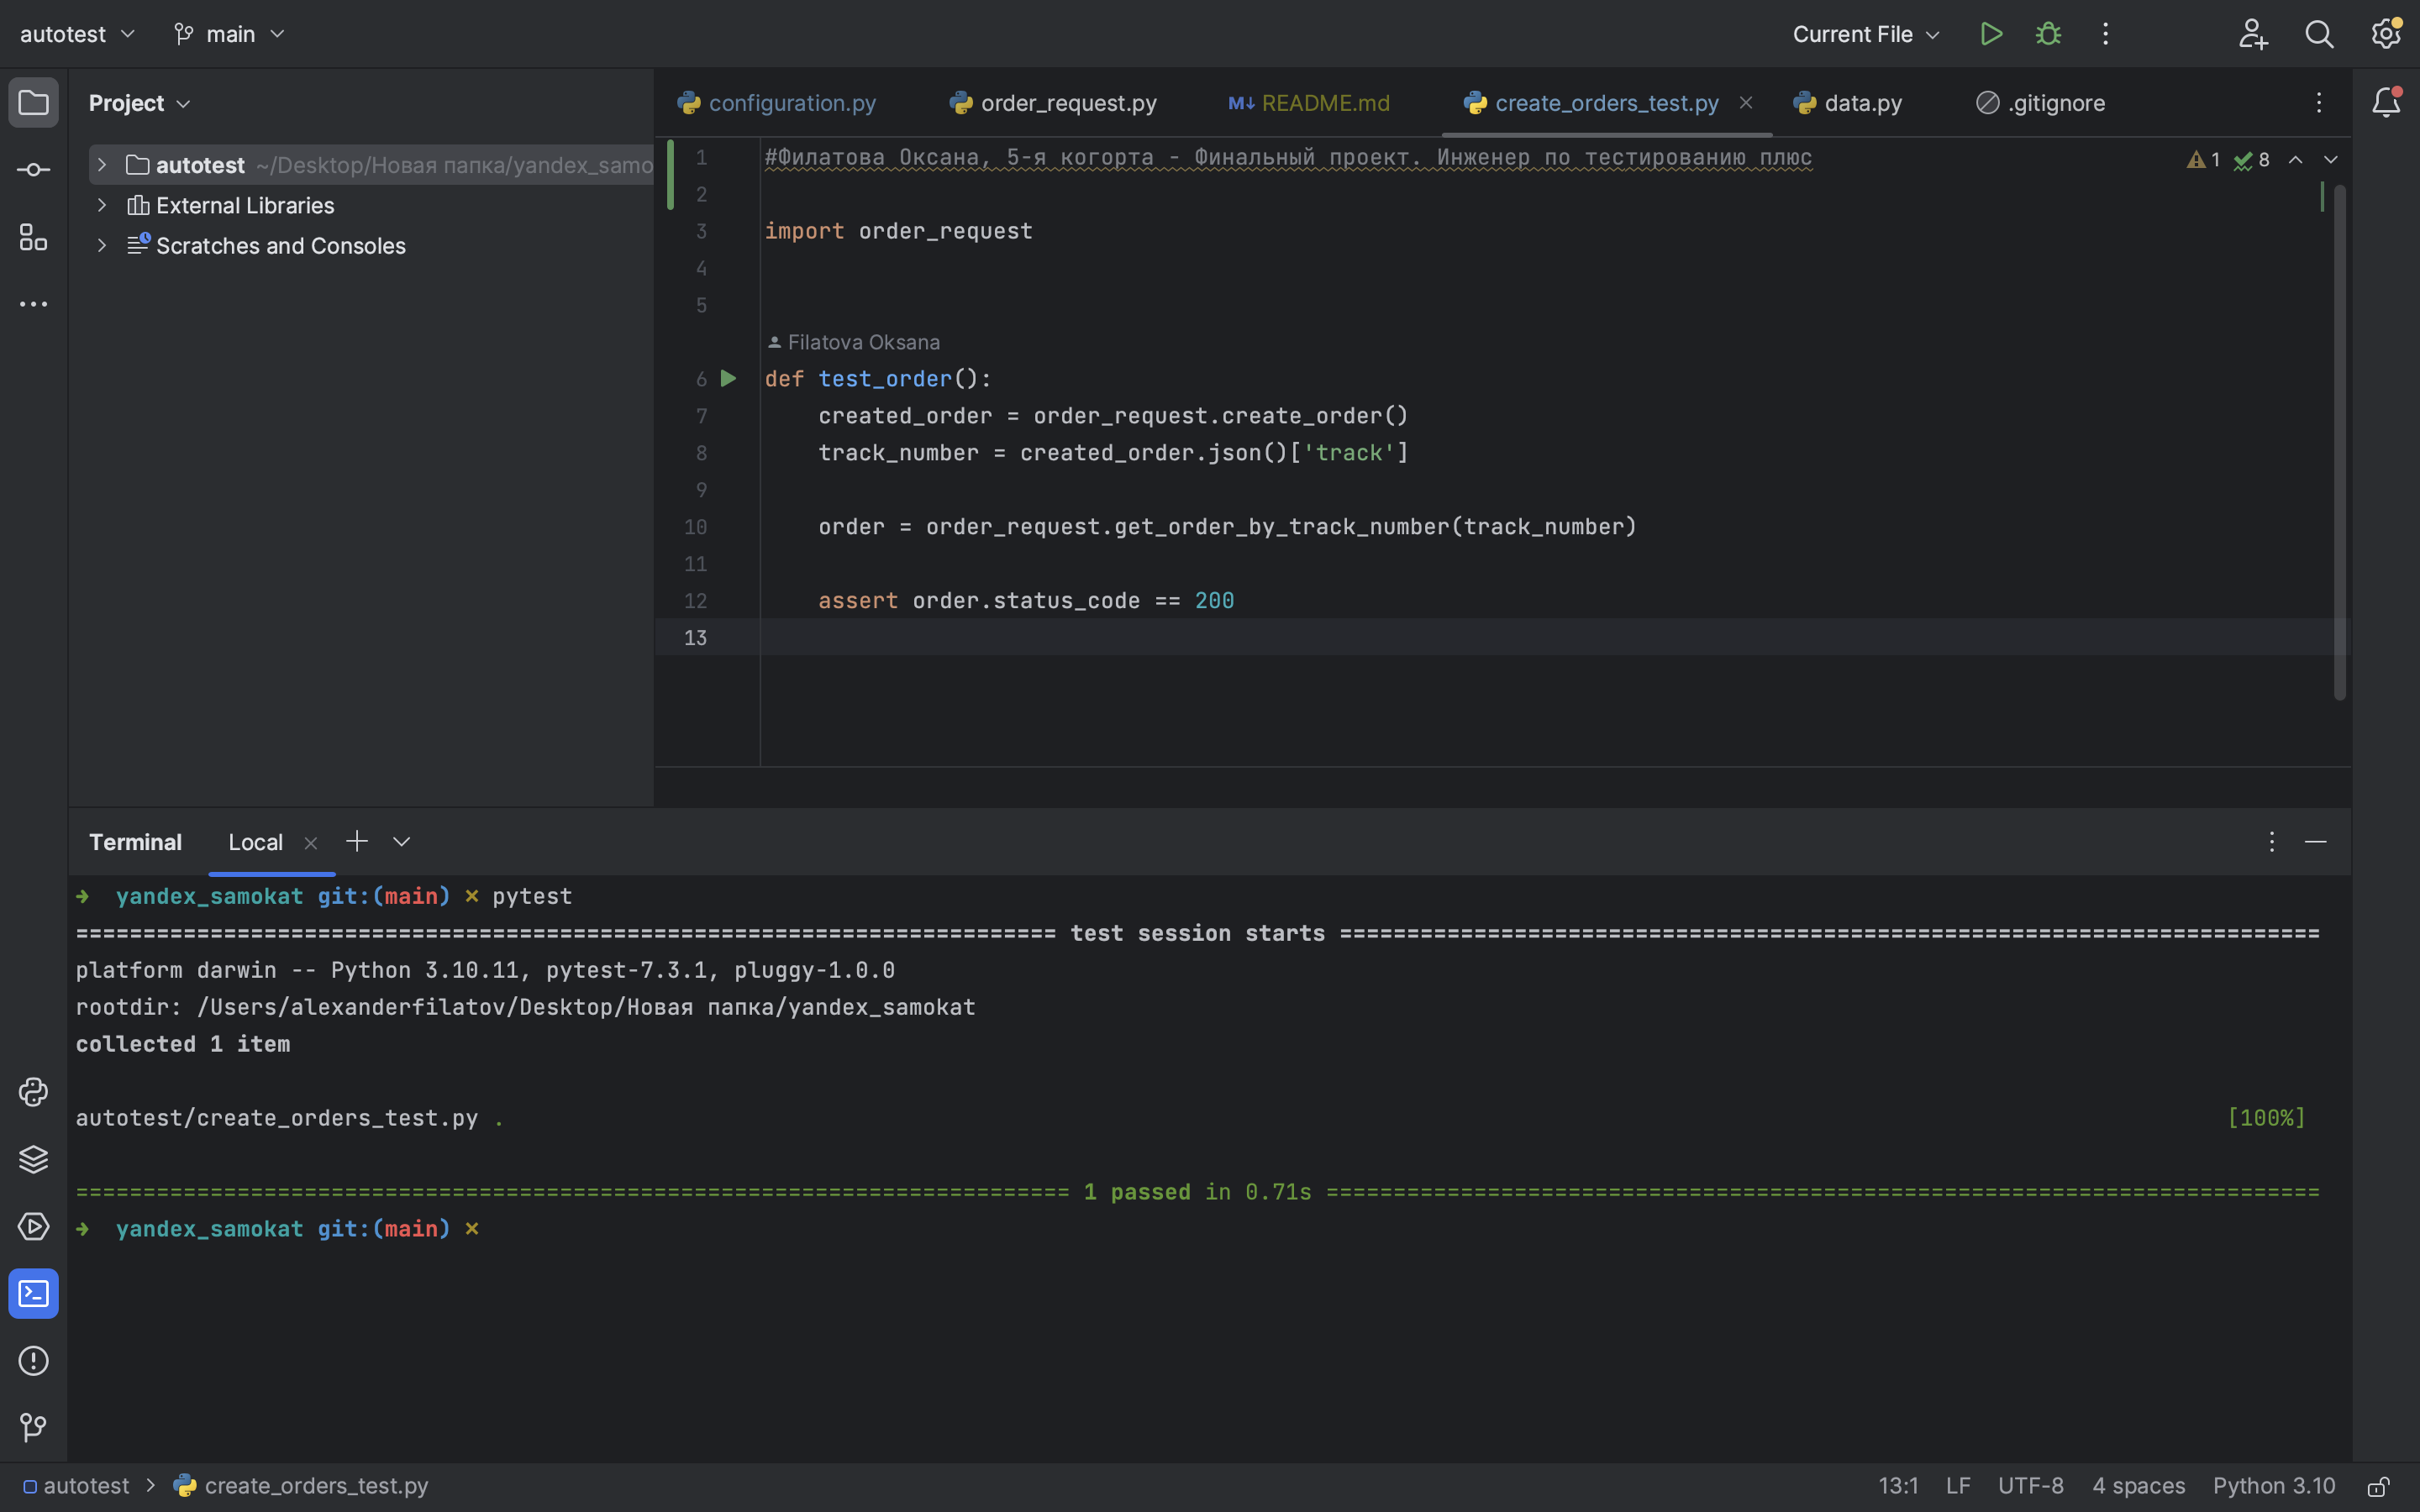 autotest main Current File
Project
configuration.py order_request.py M↓ README.md create_orders_test.py data.py .gitignore
autotest ~/Desktop/Новая папка/yandex_samo
External Libraries
Scratches and Consoles
1 #Филатова Оксана, 5-я когорта - Финальный проект. Инженер по тестированию плюс 1 8
2
3 import order_request
4
5
Filatova Oksana
6 def test_order():
7 created_order = order_request.create_order()
8 track_number = created_order.json()['track']
9
10 order = order_request.get_order_by_track_number(track_number)
11
12 assert order.status_code == 200
13
Terminal Local
➜ yandex_samokat git:(main) × pytest
========================================================================= test session starts =========================================================================
platform darwin -- Python 3.10.11, pytest-7.3.1, pluggy-1.0.0
rootdir: /Users/alexanderfilatov/Desktop/Новая папка/yandex_samokat
collected 1 item
autotest/create_orders_test.py . [100%]
========================================================================== 1 passed in 0.71s ==========================================================================
➜ yandex_samokat git:(main) ×
autotest > create_orders_test.py 13:1 LF UTF-8 4 spaces Python 3.10